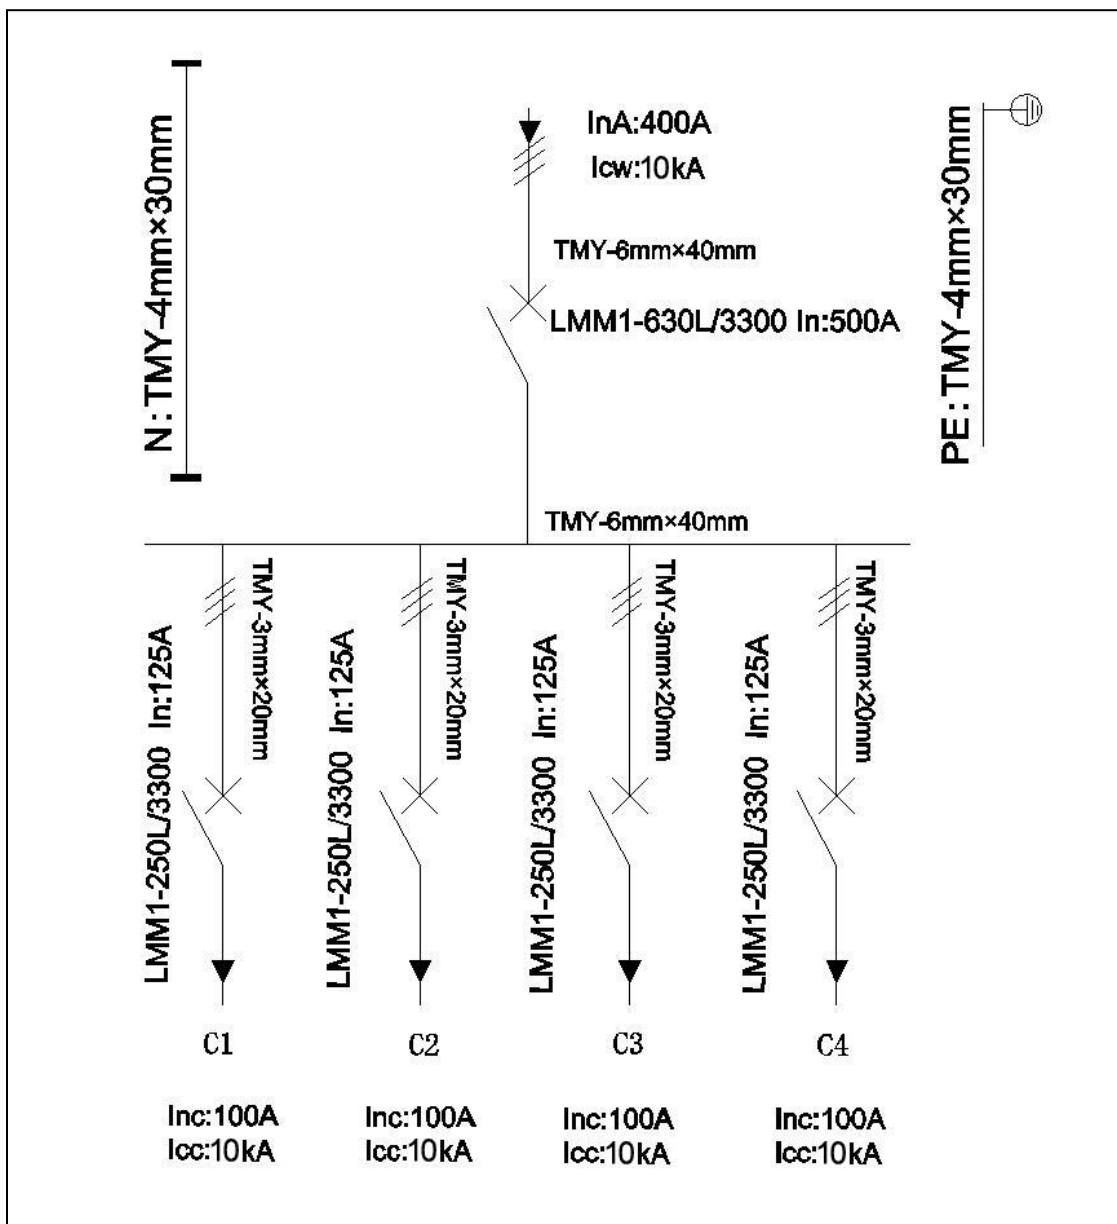 InA:400A
Icw:10kA
TMY-6mm×40mm
LMM1-630L/3300 In:500A
N:TMY-4mm×30mm
PE:TMY-4mm×30mm
TMY-6mm×40mm
LMM1-250L/3300 In:125A
TMY-3mm×20mm
LMM1-250L/3300 In:125A
TMY-3mm×20mm
LMM1-250L/3300 In:125A
TMY-3mm×20mm
LMM1-250L/3300 In:125A
TMY-3mm×20mm
C1
C2
C3
C4
Inc:100A
Icc:10kA
Inc:100A
Icc:10kA
Inc:100A
Icc:10kA
Inc:100A
Icc:10kA